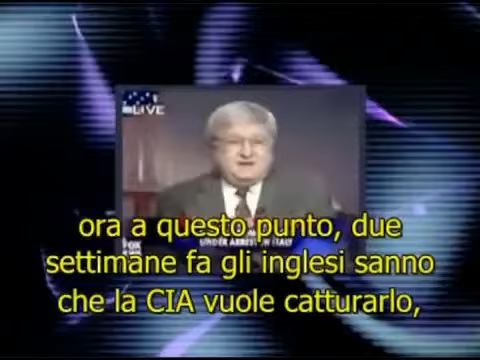 LIVE
ora a questo punto, due
UNDER ARREST IN ITALY
settimane fa gli inglesi sanno
FOX
che la CIA vuole catturarlo,